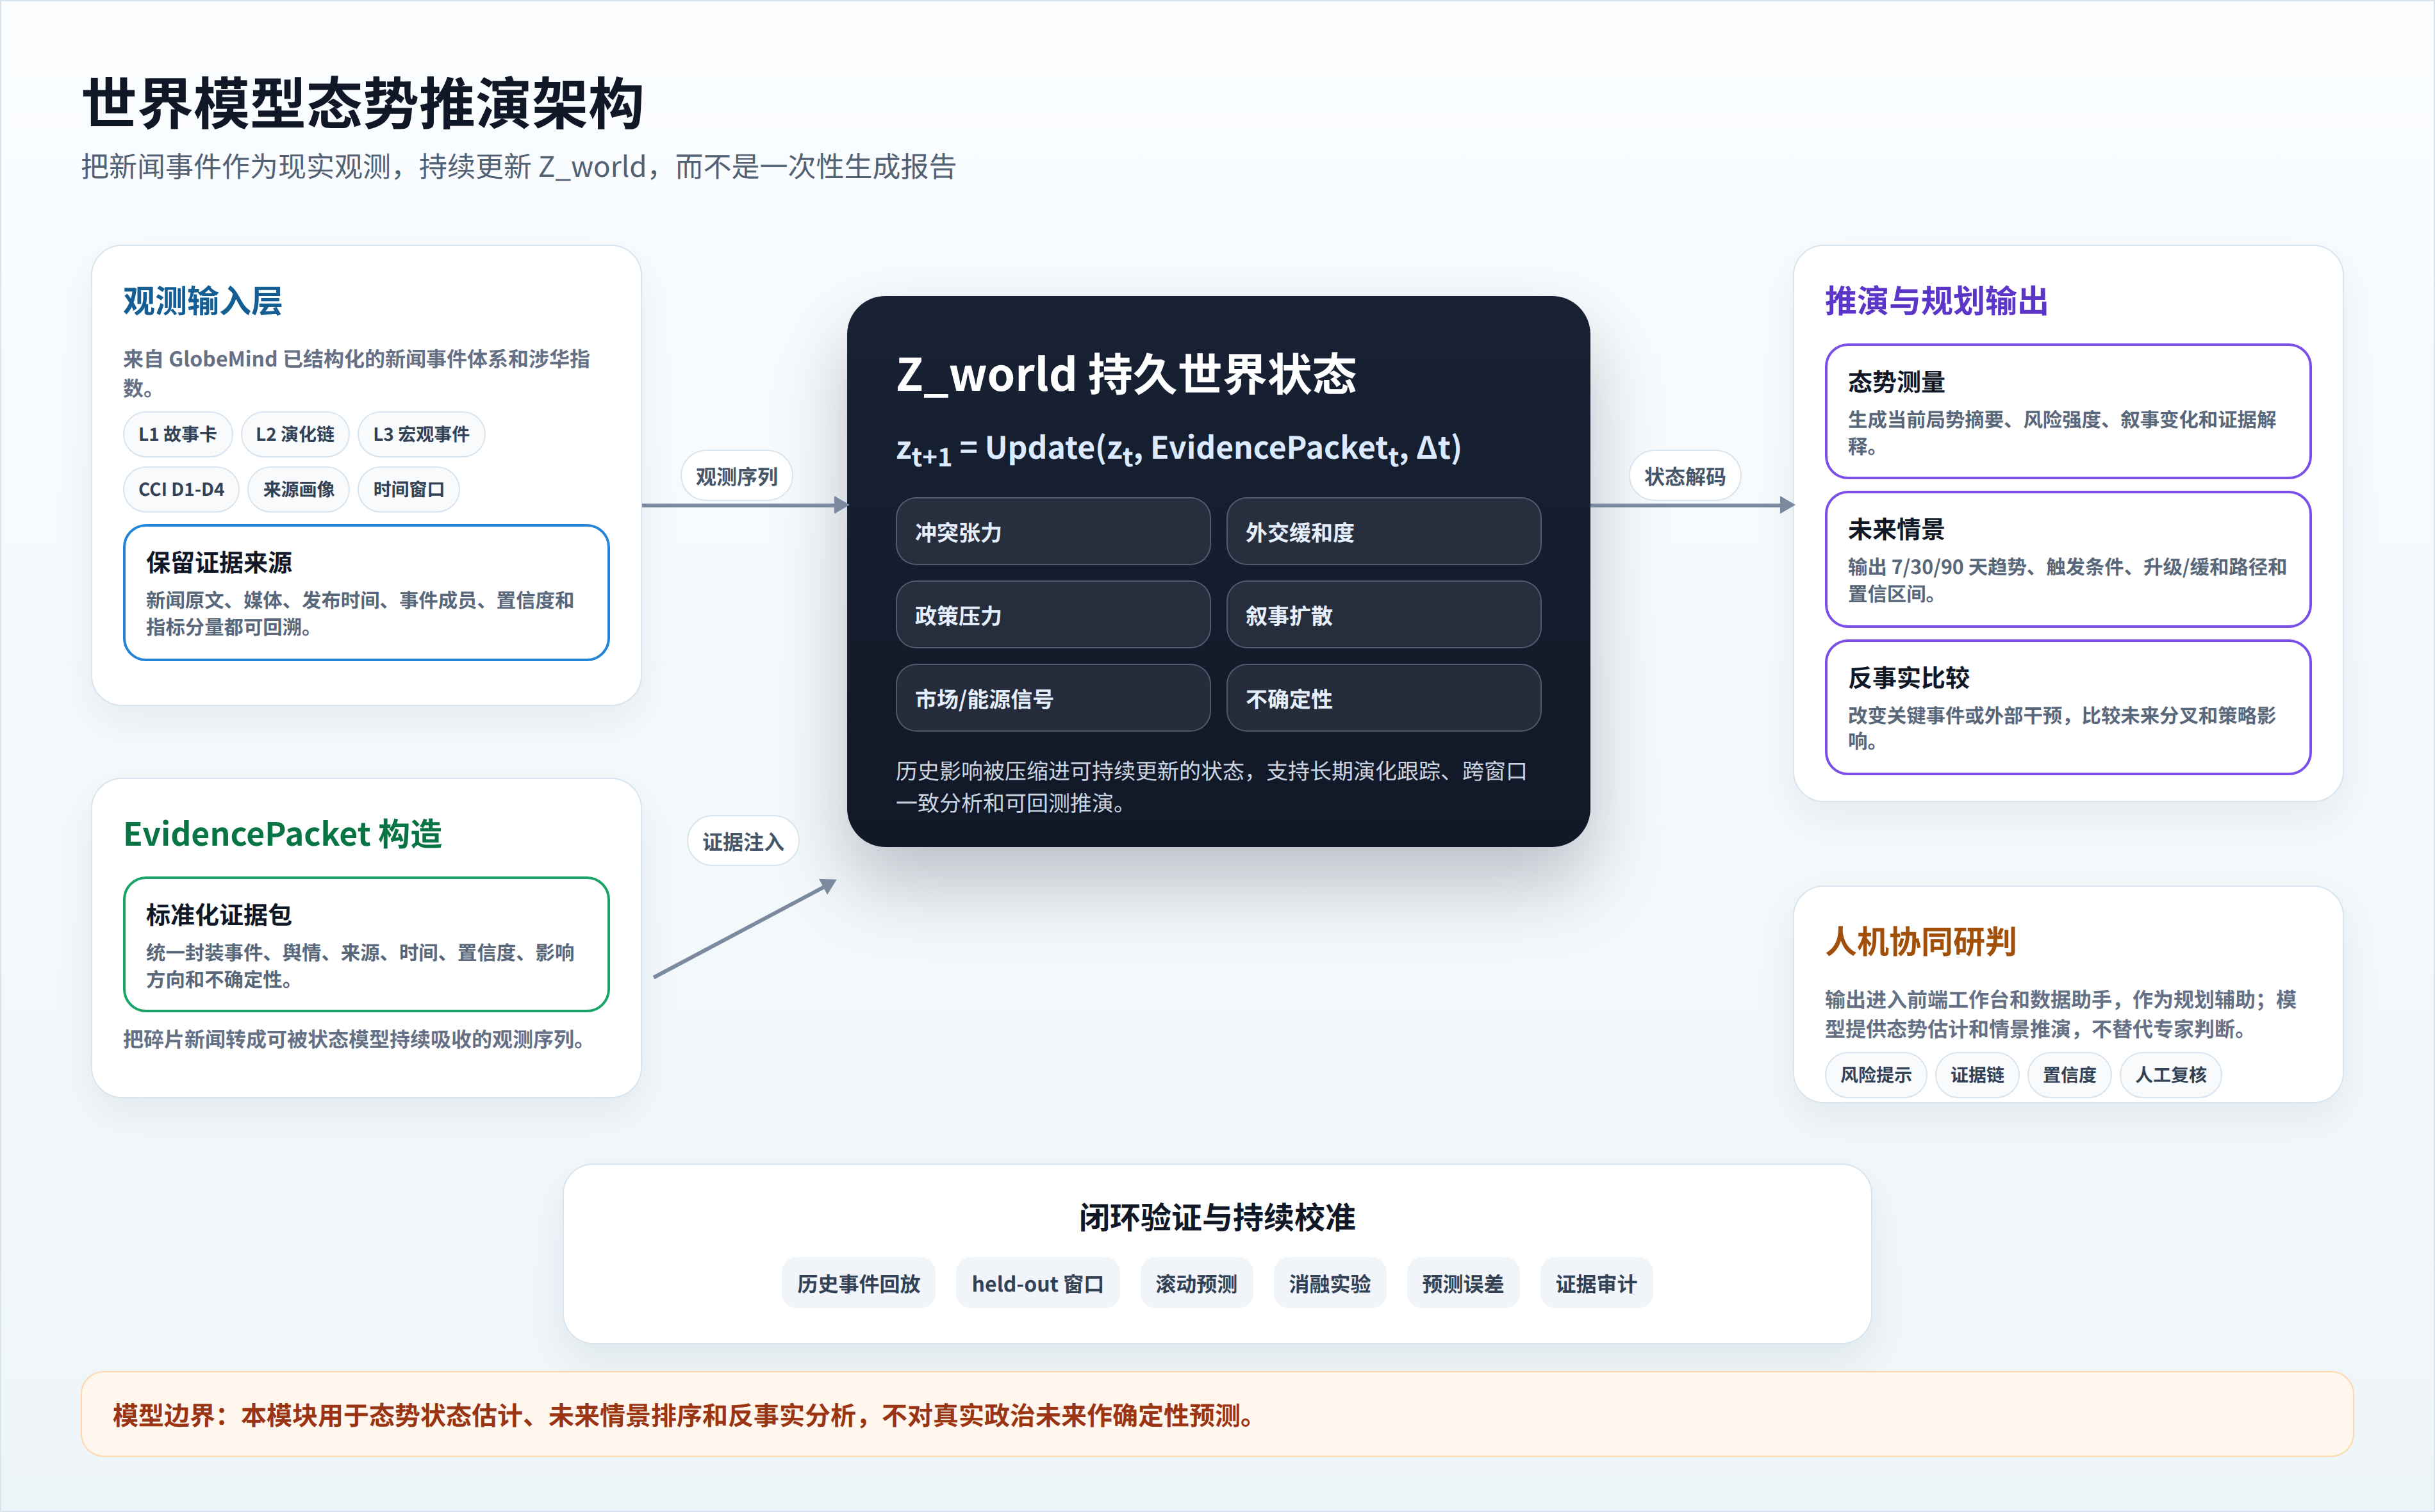 世界模型态势推演架构
把新闻事件作为现实观测，持续更新 Z_world，而不是一次性生成报告
观测输入层
来自 GlobeMind 已结构化的新闻事件体系和涉华指
数。
L1 故事卡 L2 演化链 L3 宏观事件
CCI D1-D4 来源画像 时间窗口
保留证据来源
新闻原文、媒体、发布时间、事件成员、置信度和
指标分量都可回溯。
EvidencePacket 构造
标准化证据包
统一封装事件、舆情、来源、时间、置信度、影响
方向和不确定性。
把碎片新闻转成可被状态模型持续吸收的观测序列。
观测序列
证据注入
Z_world 持久世界状态
z_{t+1} = Update(z_t, EvidencePacket_t, Δt)
冲突张力 外交缓和度
政策压力 叙事扩散
市场/能源信号 不确定性
历史影响被压缩进可持续更新的状态，支持长期演化跟踪、跨窗口
一致分析和可回测推演。
状态解码
推演与规划输出
态势测量
生成当前局势摘要、风险强度、叙事变化和证据解
释。
未来情景
输出 7/30/90 天趋势、触发条件、升级/缓和路径和
置信区间。
反事实比较
改变关键事件或外部干预，比较未来分叉和策略影
响。
人机协同研判
输出进入前端工作台和数据助手，作为规划辅助；模
型提供态势估计和情景推演，不替代专家判断。
风险提示 证据链 置信度 人工复核
闭环验证与持续校准
历史事件回放 held-out 窗口 滚动预测 消融实验 预测误差 证据审计
模型边界：本模块用于态势状态估计、未来情景排序和反事实分析，不对真实政治未来作确定性预测。